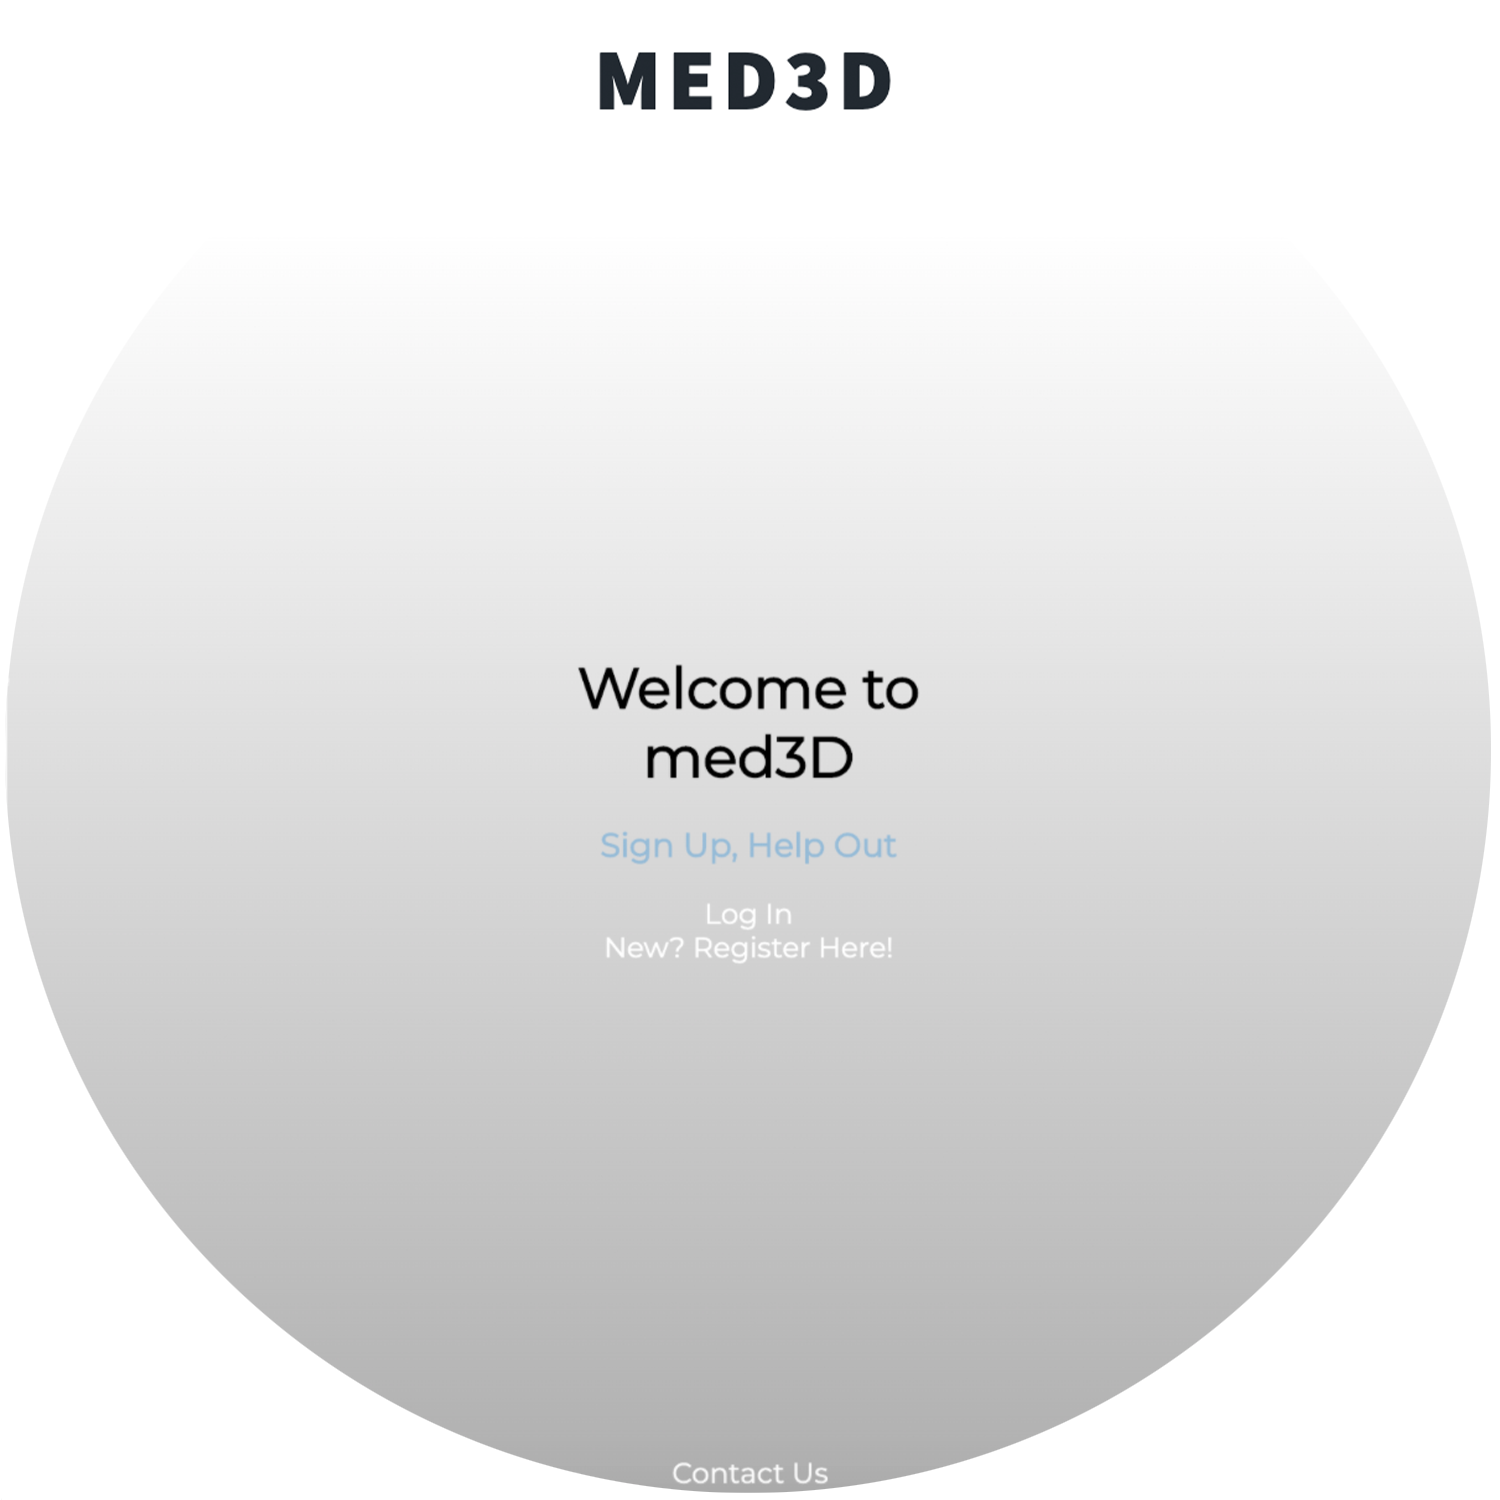 MED3D
Welcome to
med3D
Sign Up, Help Out
Log In
New? Register Here!
Contact Us